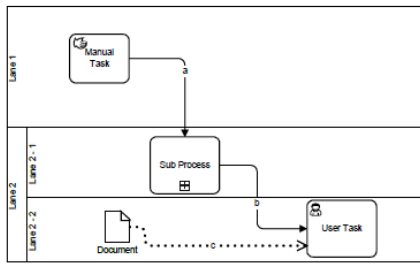 Lane 1
Manual
Task
a
Lane 2
Lane 2 - 1
Sub Process
b
Lane 2 - 2
User Task
Document
c